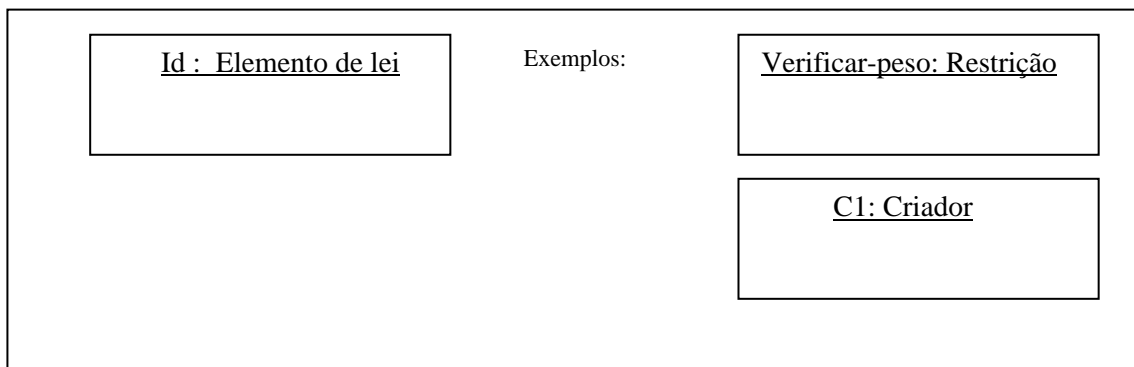 Id :  Elemento de lei
Exemplos:
Verificar-peso: Restrição
C1: Criador